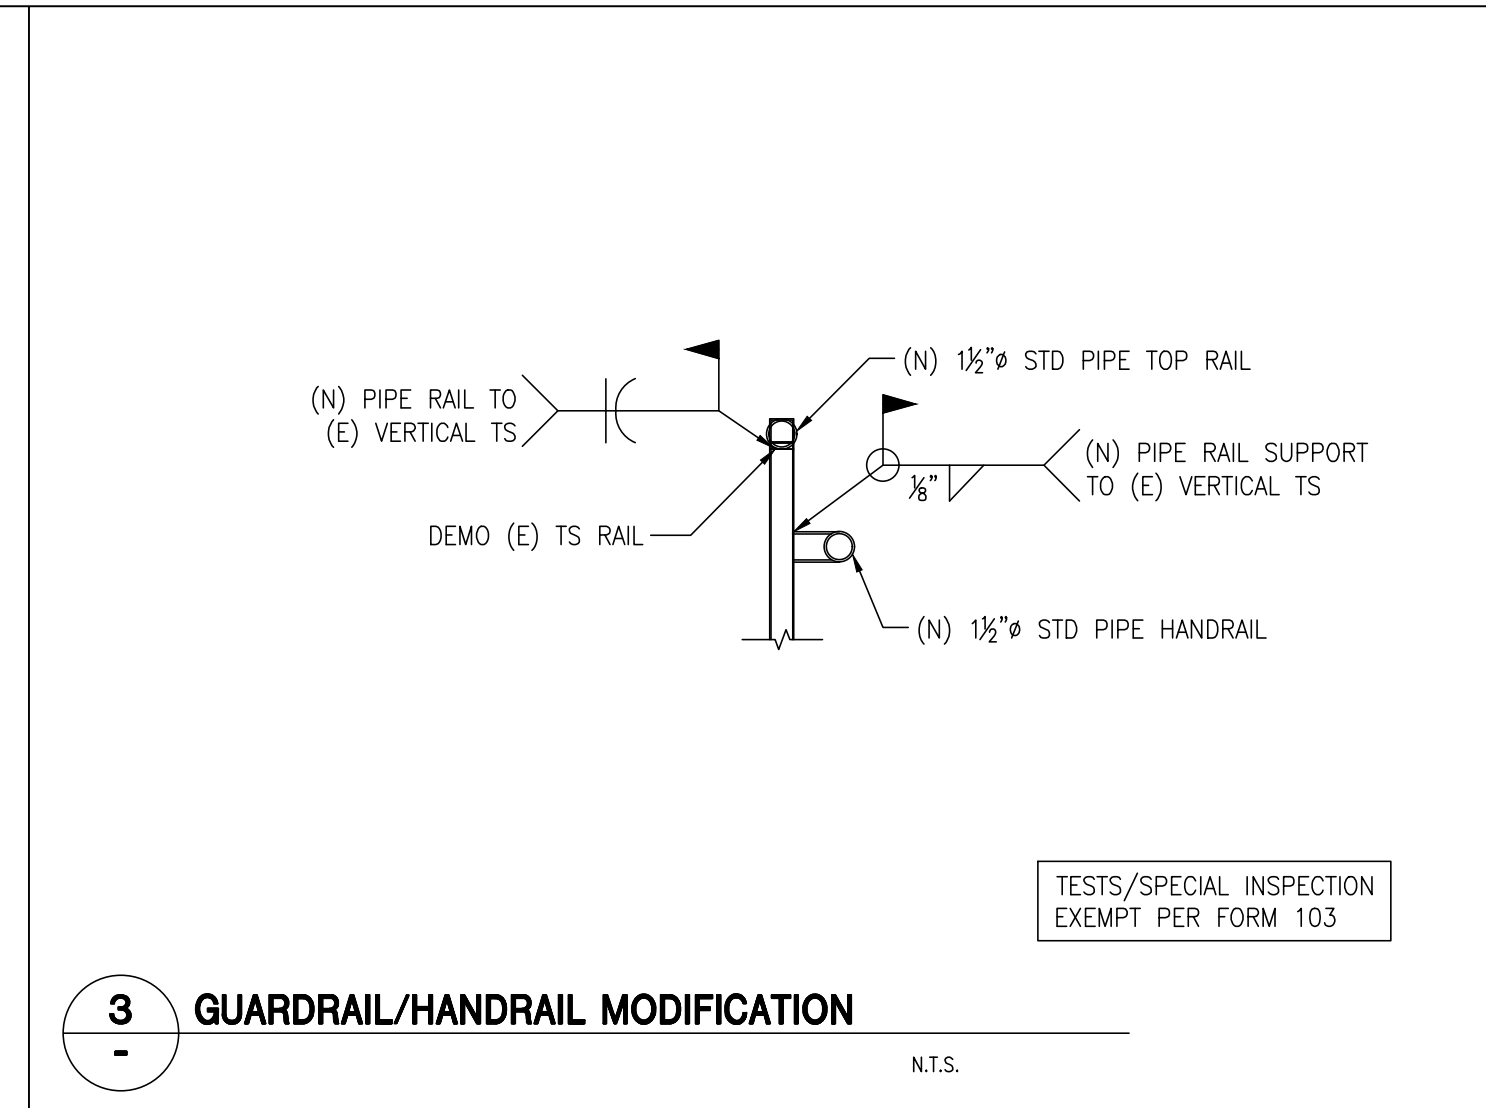 (N) PIPE RAIL TO
(E) VERTICAL TS
(N) 1½"ø STD PIPE TOP RAIL
(N) PIPE RAIL SUPPORT
TO (E) VERTICAL TS
⅛"
DEMO (E) TS RAIL
(N) 1½"ø STD PIPE HANDRAIL
TESTS/SPECIAL INSPECTION
EXEMPT PER FORM 103
3
-
GUARDRAIL/HANDRAIL MODIFICATION
N.T.S.